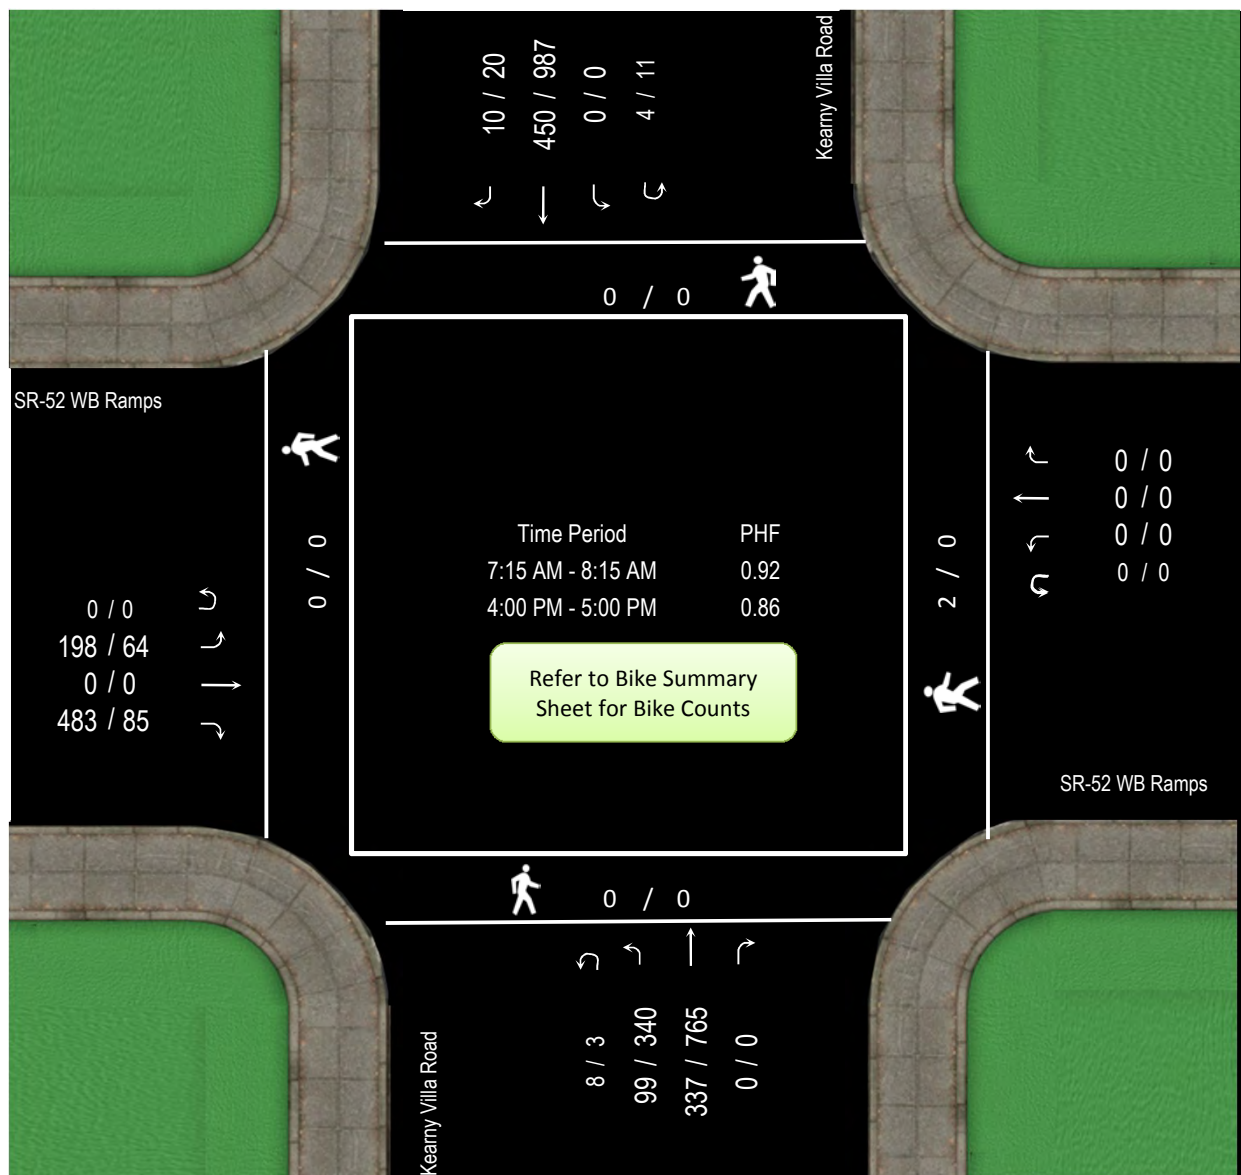 10 / 20
450 / 987
0 / 0
4 / 11
Kearny Villa Road
0 / 0
SR-52 WB Ramps
0 / 0
0 / 0
198 / 64
0 / 0
483 / 85
Time Period PHF
7:15 AM - 8:15 AM 0.92
4:00 PM - 5:00 PM 0.86
Refer to Bike Summary
Sheet for Bike Counts
2 / 0
0 / 0
0 / 0
0 / 0
0 / 0
SR-52 WB Ramps
0 / 0
Kearny Villa Road
8 / 3
99 / 340
337 / 765
0 / 0